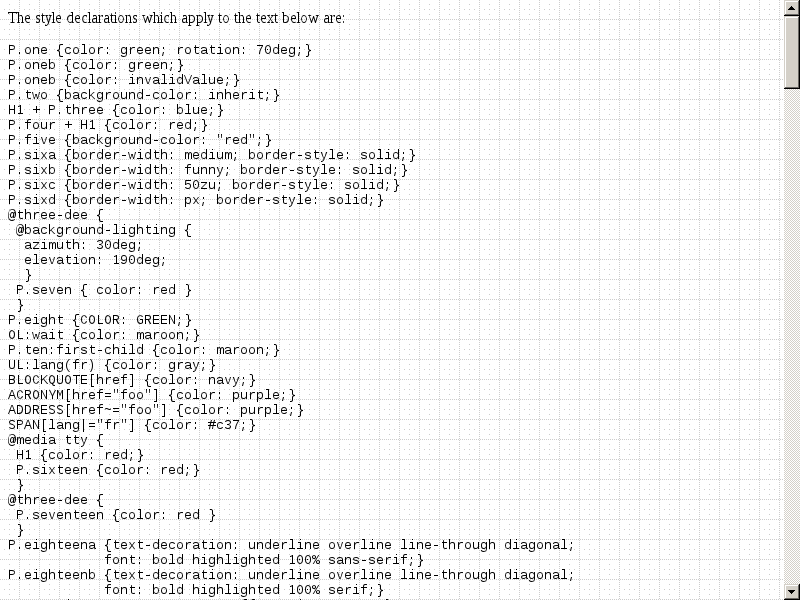 The style declarations which apply to the text below are:
P.one {color: green; rotation: 70deg;}
P.oneb {color: green;}
P.oneb {color: invalidValue;}
P.two {background-color: inherit;}
H1 + P.three {color: blue;}
P.four + H1 {color: red;}
P.five {background-color: "red";}
P.sixa {border-width: medium; border-style: solid;}
P.sixb {border-width: funny; border-style: solid;}
P.sixc {border-width: 50zu; border-style: solid;}
P.sixd {border-width: px; border-style: solid;}
@three-dee {
 @background-lighting {
  azimuth: 30deg;
  elevation: 190deg;
  }
 P.seven { color: red }
 }
P.eight {COLOR: GREEN;}
OL:wait {color: maroon;}
P.ten:first-child {color: maroon;}
UL:lang(fr) {color: gray;}
BLOCKQUOTE[href] {color: navy;}
ACRONYM[href="foo"] {color: purple;}
ADDRESS[href~="foo"] {color: purple;}
SPAN[lang|="fr"] {color: #c37;}
@media tty {
 H1 {color: red;}
 P.sixteen {color: red;}
 }
@three-dee {
 P.seventeen {color: red }
 }
P.eighteena {text-decoration: underline overline line-through diagonal;
            font: bold highlighted 100% sans-serif;}
P.eighteenb {text-decoration: underline overline line-through diagonal;
            font: bold highlighted 100% serif;}